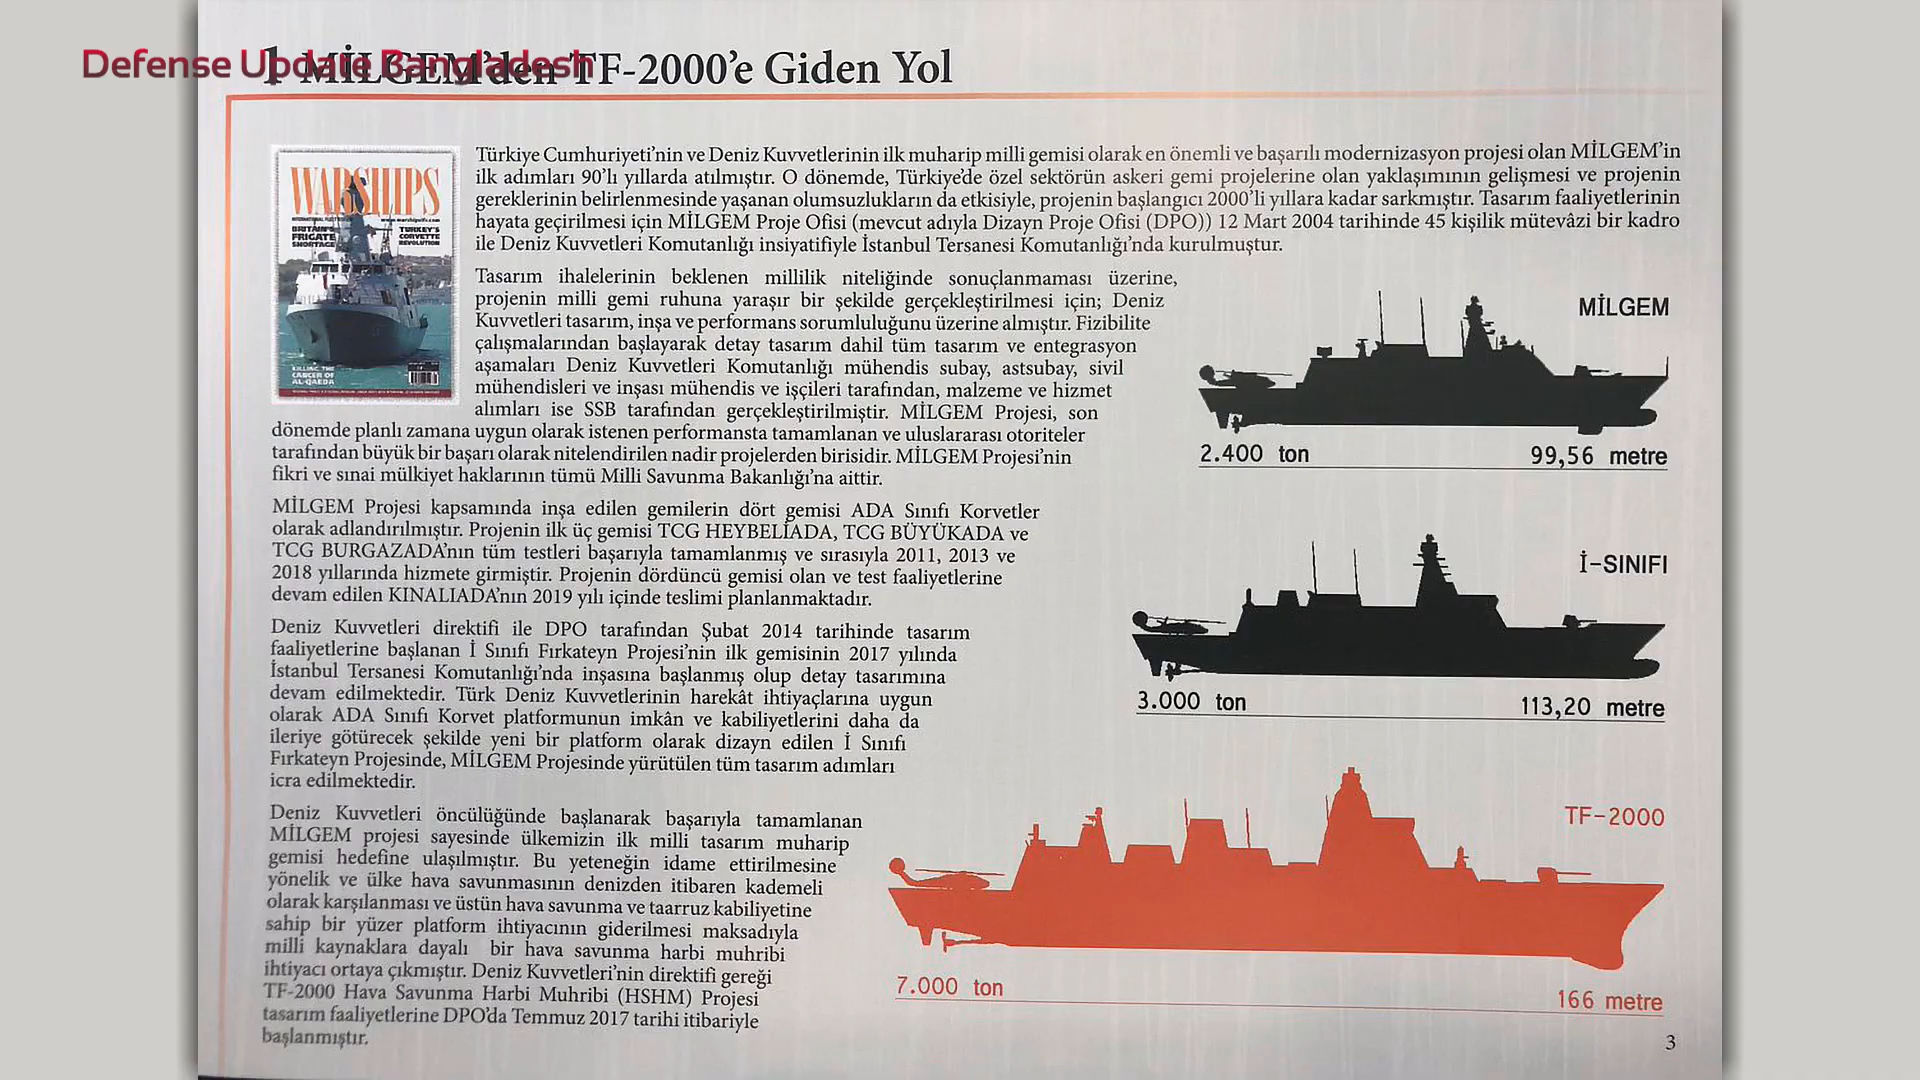 Defense Update Bangladesh
1 MİLGEM'den TF-2000'e Giden Yol
WARSHIPS
INTERNATIONAL FLEET REVIEW
www.warshipsifr.com
BRITAIN'S
FRIGATE
SHORTAGE
TURKEY'S
CORVETTE
REVOLUTION
KILLING THE
CANCER OF
AL-QAEDA
Türkiye Cumhuriyeti'nin ve Deniz Kuvvetlerinin ilk muharip milli gemisi olarak en önemli ve başarılı modernizasyon projesi olan MİLGEM'in
ilk adımları 90'lı yıllarda atılmıştır. O dönemde, Türkiye'de özel sektörün askeri gemi projelerine olan yaklaşımının gelişmesi ve projenin
gereklerinin belirlenmesinde yaşanan olumsuzlukların da etkisiyle, projenin başlangıcı 2000'li yıllara kadar sarkmıştır. Tasarım faaliyetlerinin
hayata geçirilmesi için MİLGEM Proje Ofisi (mevcut adıyla Dizayn Proje Ofisi (DPO)) 12 Mart 2004 tarihinde 45 kişilik mütevâzi bir kadro
ile Deniz Kuvvetleri Komutanlığı insiyatifiyle İstanbul Tersanesi Komutanlığı'nda kurulmuştur.
Tasarım ihalelerinin beklenen millilik niteliğinde sonuçlanmaması üzerine,
projenin milli gemi ruhuna yaraşır bir şekilde gerçekleştirilmesi için; Deniz
Kuvvetleri tasarım, inşa ve performans sorumluluğunu üzerine almıştır. Fizibilite
çalışmalarından başlayarak detay tasarım dahil tüm tasarım ve entegrasyon
aşamaları Deniz Kuvvetleri Komutanlığı mühendis subay, astsubay, sivil
mühendisleri ve inşası mühendis ve işçileri tarafından, malzeme ve hizmet
alımları ise SSB tarafından gerçekleştirilmiştir. MİLGEM Projesi, son
dönemde planlı zamana uygun olarak istenen performansta tamamlanan ve uluslararası otoriteler
tarafından büyük bir başarı olarak nitelendirilen nadir projelerden birisidir. MİLGEM Projesi'nin
fikri ve sınai mülkiyet haklarının tümü Milli Savunma Bakanlığı'na aittir.
MİLGEM Projesi kapsamında inşa edilen gemilerin dört gemisi ADA Sınıfı Korvetler
olarak adlandırılmıştır. Projenin ilk üç gemisi TCG HEYBELİADA, TCG BÜYÜKADA ve
TCG BURGAZADA'nın tüm testleri başarıyla tamamlanmış ve sırasıyla 2011, 2013 ve
2018 yıllarında hizmete girmiştir. Projenin dördüncü gemisi olan ve test faaliyetlerine
devam edilen KINALIADA'nın 2019 yılı içinde teslimi planlanmaktadır.
Deniz Kuvvetleri direktifi ile DPO tarafından Şubat 2014 tarihinde tasarım
faaliyetlerine başlanan İ Sınıfı Fırkateyn Projesi'nin ilk gemisinin 2017 yılında
İstanbul Tersanesi Komutanlığı'nda inşasına başlanmış olup detay tasarımına
devam edilmektedir. Türk Deniz Kuvvetlerinin harekât ihtiyaçlarına uygun
olarak ADA Sınıfı Korvet platformunun imkân ve kabiliyetlerini daha da
ileriye götürecek şekilde yeni bir platform olarak dizayn edilen İ Sınıfı
Fırkateyn Projesinde, MİLGEM Projesinde yürütülen tüm tasarım adımları
icra edilmektedir.
Deniz Kuvvetleri öncülüğünde başlanarak başarıyla tamamlanan
MİLGEM projesi sayesinde ülkemizin ilk milli tasarım muharip
gemisi hedefine ulaşılmıştır. Bu yeteneğin idame ettirilmesine
yönelik ve ülke hava savunmasının denizden itibaren kademeli
olarak karşılanması ve üstün hava savunma ve taarruz kabiliyetine
sahip bir yüzer platform ihtiyacının giderilmesi maksadıyla
milli kaynaklara dayalı bir hava savunma harbi muhribi
ihtiyacı ortaya çıkmıştır. Deniz Kuvvetleri'nin direktifi gereği
TF-2000 Hava Savunma Harbi Muhribi (HSHM) Projesi
tasarım faaliyetlerine DPO'da Temmuz 2017 tarihi itibariyle
başlanmıştır.
MİLGEM
2.400 ton
99,56 metre
İ-SINIFI
3.000 ton
113,20 metre
TF-2000
7.000 ton
166 metre
3